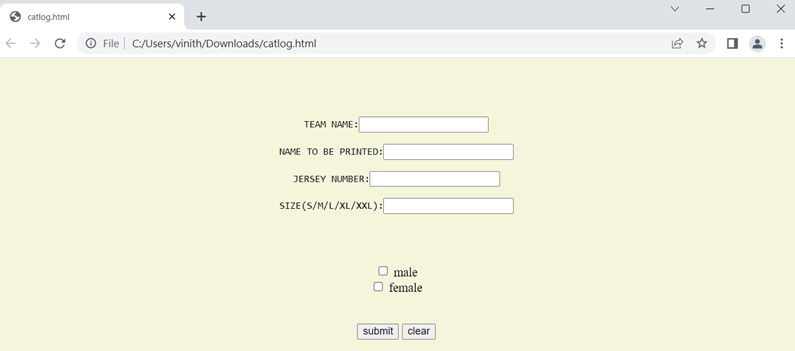 catlog.html
File C:/Users/vinith/Downloads/catlog.html
TEAM NAME:
NAME TO BE PRINTED:
JERSEY NUMBER:
SIZE(S/M/L/XL/XXL):
male
female
submit clear